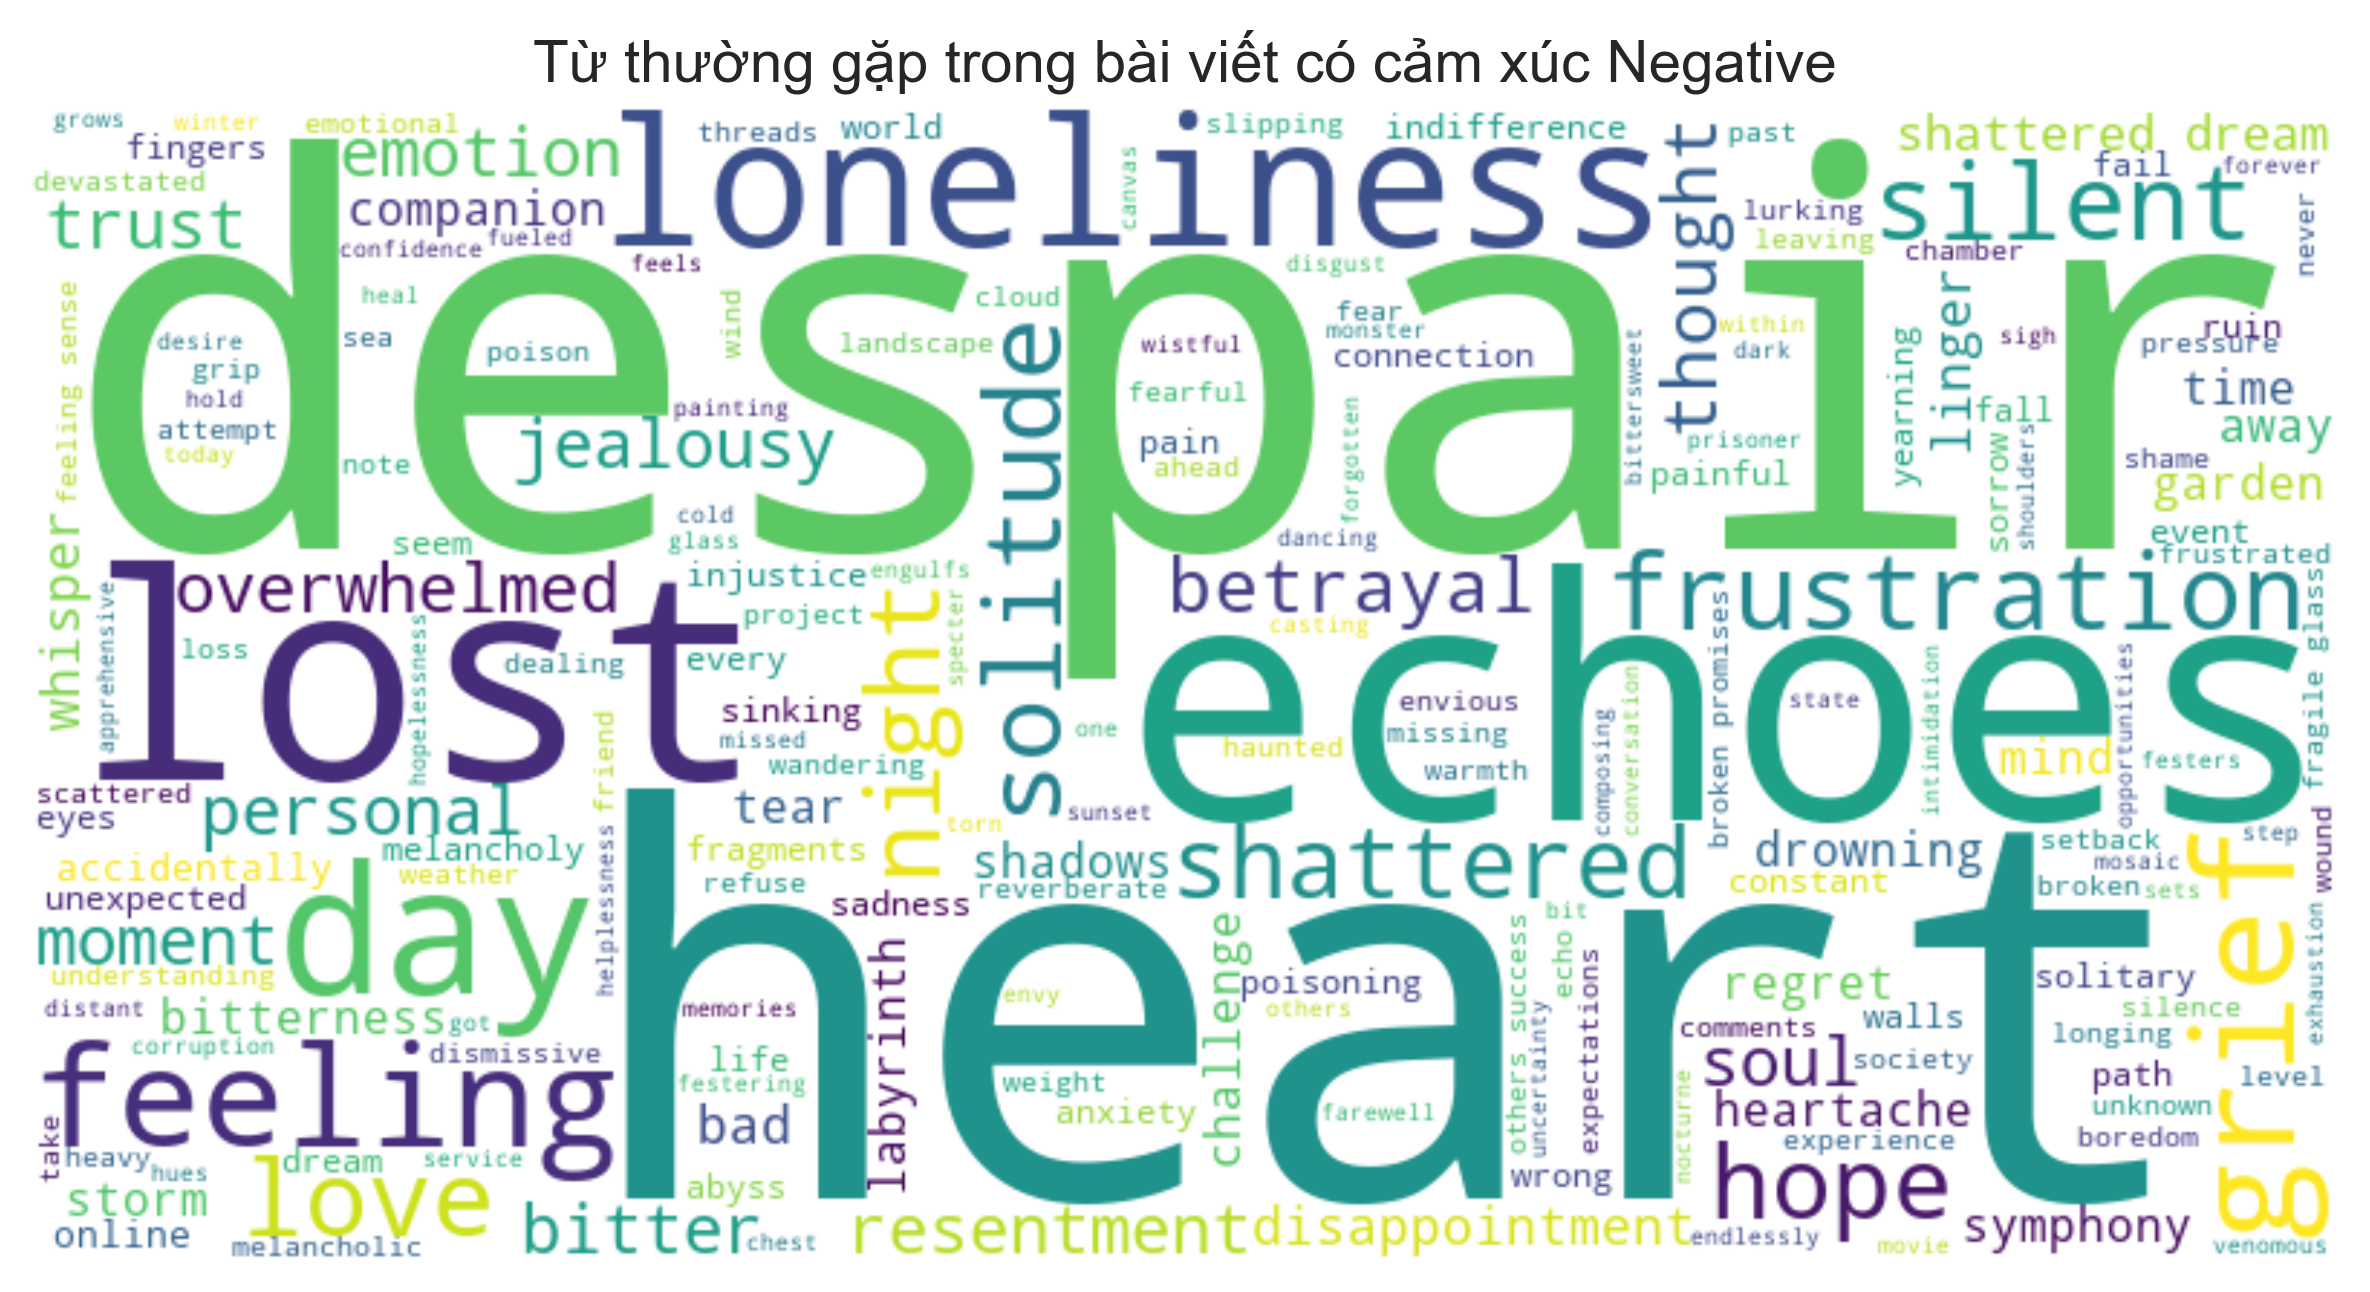 Từ thường gặp trong bài viết có cảm xúc Negative
grows winter emotional loneliness threads world slipping indifference thought past shattered dream
fingers emotion canvas silent fail forever
devastated trust companion lurking never
confidence fueled feels disgust leaving chamber
despair
feeling sense heal wind cloud solitude fear linger ruin
desire sea poison landscape wistful monster connection within dark bittersweet yearning sigh pressure
grip hold painting fearful forgotten fall time
attempt today note jealousy pain ahead prisoner painful sorrow shoulders shame away garden
whisper seem cold glass dancing event
lost overwhelmed injustice engulfs betrayal frustration frustrated
apprehensive project night specter casting echoes broken promises fragile glass
loss hopelessness dealing every
sinking envious state intimidation opportunities
missed one haunted missing composing conversation mind festers
wandering warmth
scattered friend tear sunset
eyes personal torn shattered drowning setback step wound
melancholy fragments shadows mosaic grief
accidentally weather refuse reverberate constant broken sets
unexpected day helplessness heart sadness challenge others success bit echo
moment labyrinth exhaustion
understanding envy poisoning expectations regret solitary
distant bitterness got memories others uncertainty comments walls silence
corruption feeling dismissive life soul society longing
festering weight nocturne path level
take bad anxiety farewell heartache unknown
heavy hues dream service experience boredom
storm love abyss wrong hope
online bitter resentment disappointment symphony
melancholic chest endlessly movie venomous